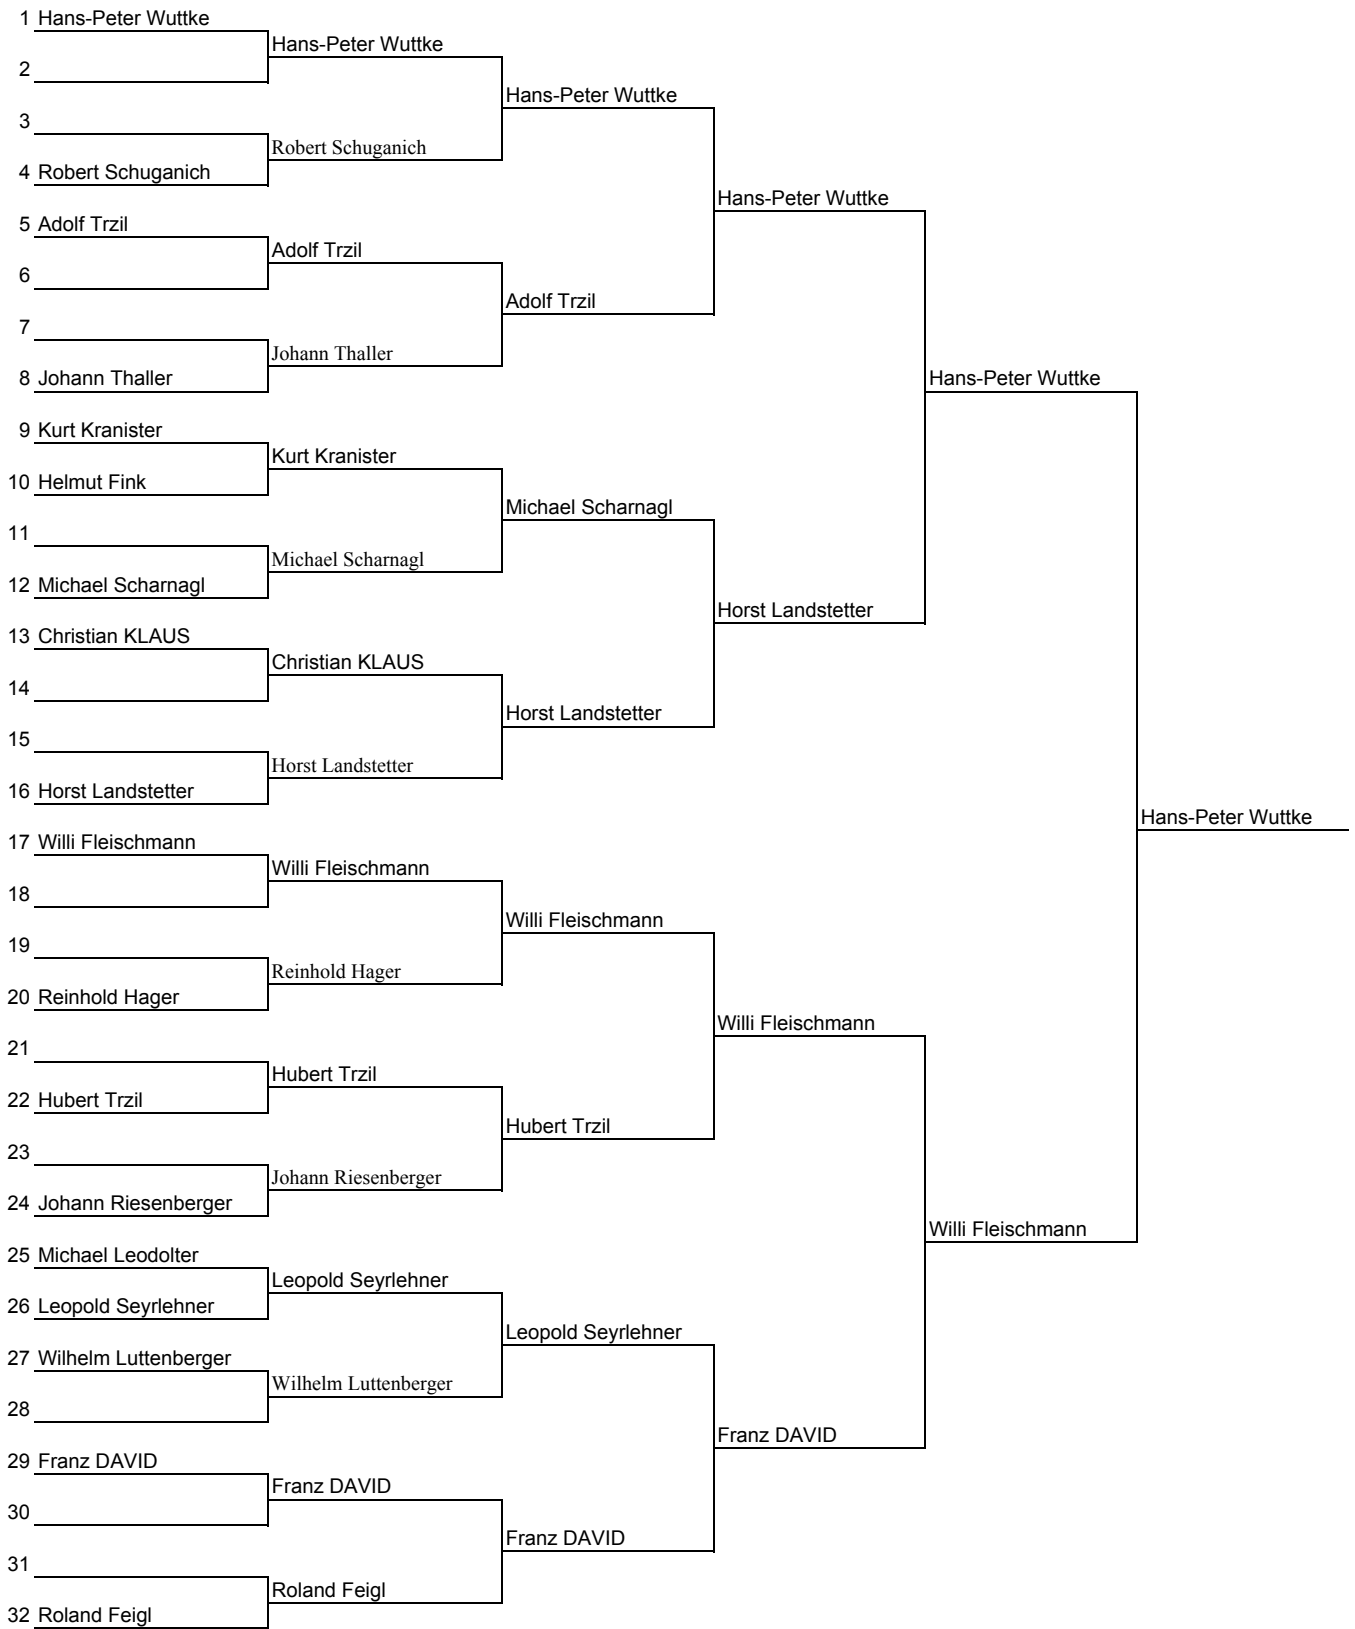 1 Hans-Peter Wuttke
Hans-Peter Wuttke
2
Hans-Peter Wuttke
3
Robert Schuganich
4 Robert Schuganich
Hans-Peter Wuttke
5 Adolf Trzil
Adolf Trzil
6
Adolf Trzil
7
Johann Thaller
8 Johann Thaller
Hans-Peter Wuttke
9 Kurt Kranister
Kurt Kranister
10 Helmut Fink
Michael Scharnagl
11
Michael Scharnagl
12 Michael Scharnagl
Horst Landstetter
13 Christian KLAUS
Christian KLAUS
14
Horst Landstetter
15
Horst Landstetter
16 Horst Landstetter
Hans-Peter Wuttke
17 Willi Fleischmann
Willi Fleischmann
18
Willi Fleischmann
19
Reinhold Hager
20 Reinhold Hager
Willi Fleischmann
21
Hubert Trzil
22 Hubert Trzil
Hubert Trzil
23
Johann Riesenberger
24 Johann Riesenberger
Willi Fleischmann
25 Michael Leodolter
Leopold Seyrlehner
26 Leopold Seyrlehner
Leopold Seyrlehner
27 Wilhelm Luttenberger
Wilhelm Luttenberger
28
Franz DAVID
29 Franz DAVID
Franz DAVID
30
Franz DAVID
31
Roland Feigl
32 Roland Feigl